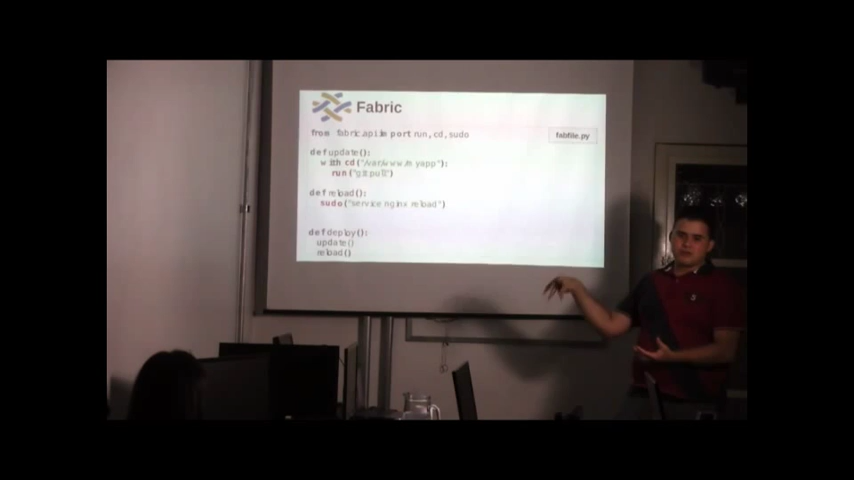 Fabric
from fabric.api import run, cd, sudo
fabfile.py
def update():
with cd("/var/www/myapp"):
run("git pull")
def reload():
sudo("service nginx reload")
def deploy():
update()
reload()